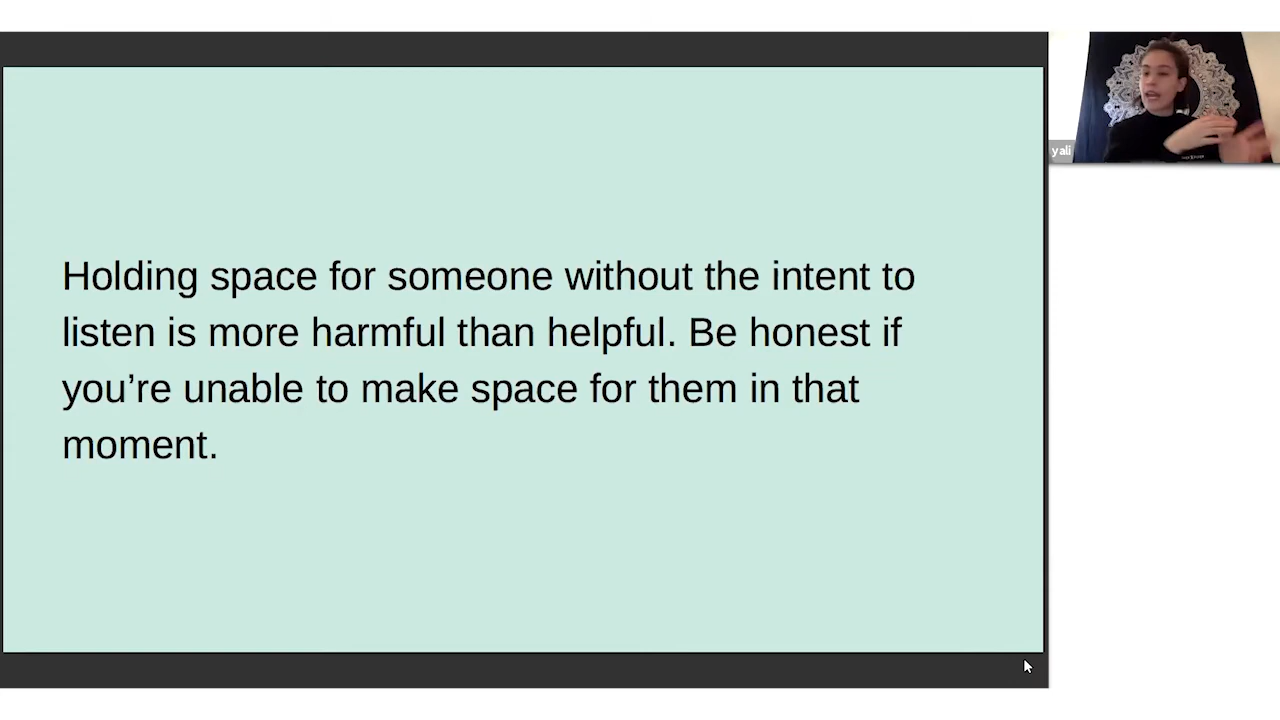 Holding space for someone without the intent to
listen is more harmful than helpful. Be honest if
you’re unable to make space for them in that
moment.
yali